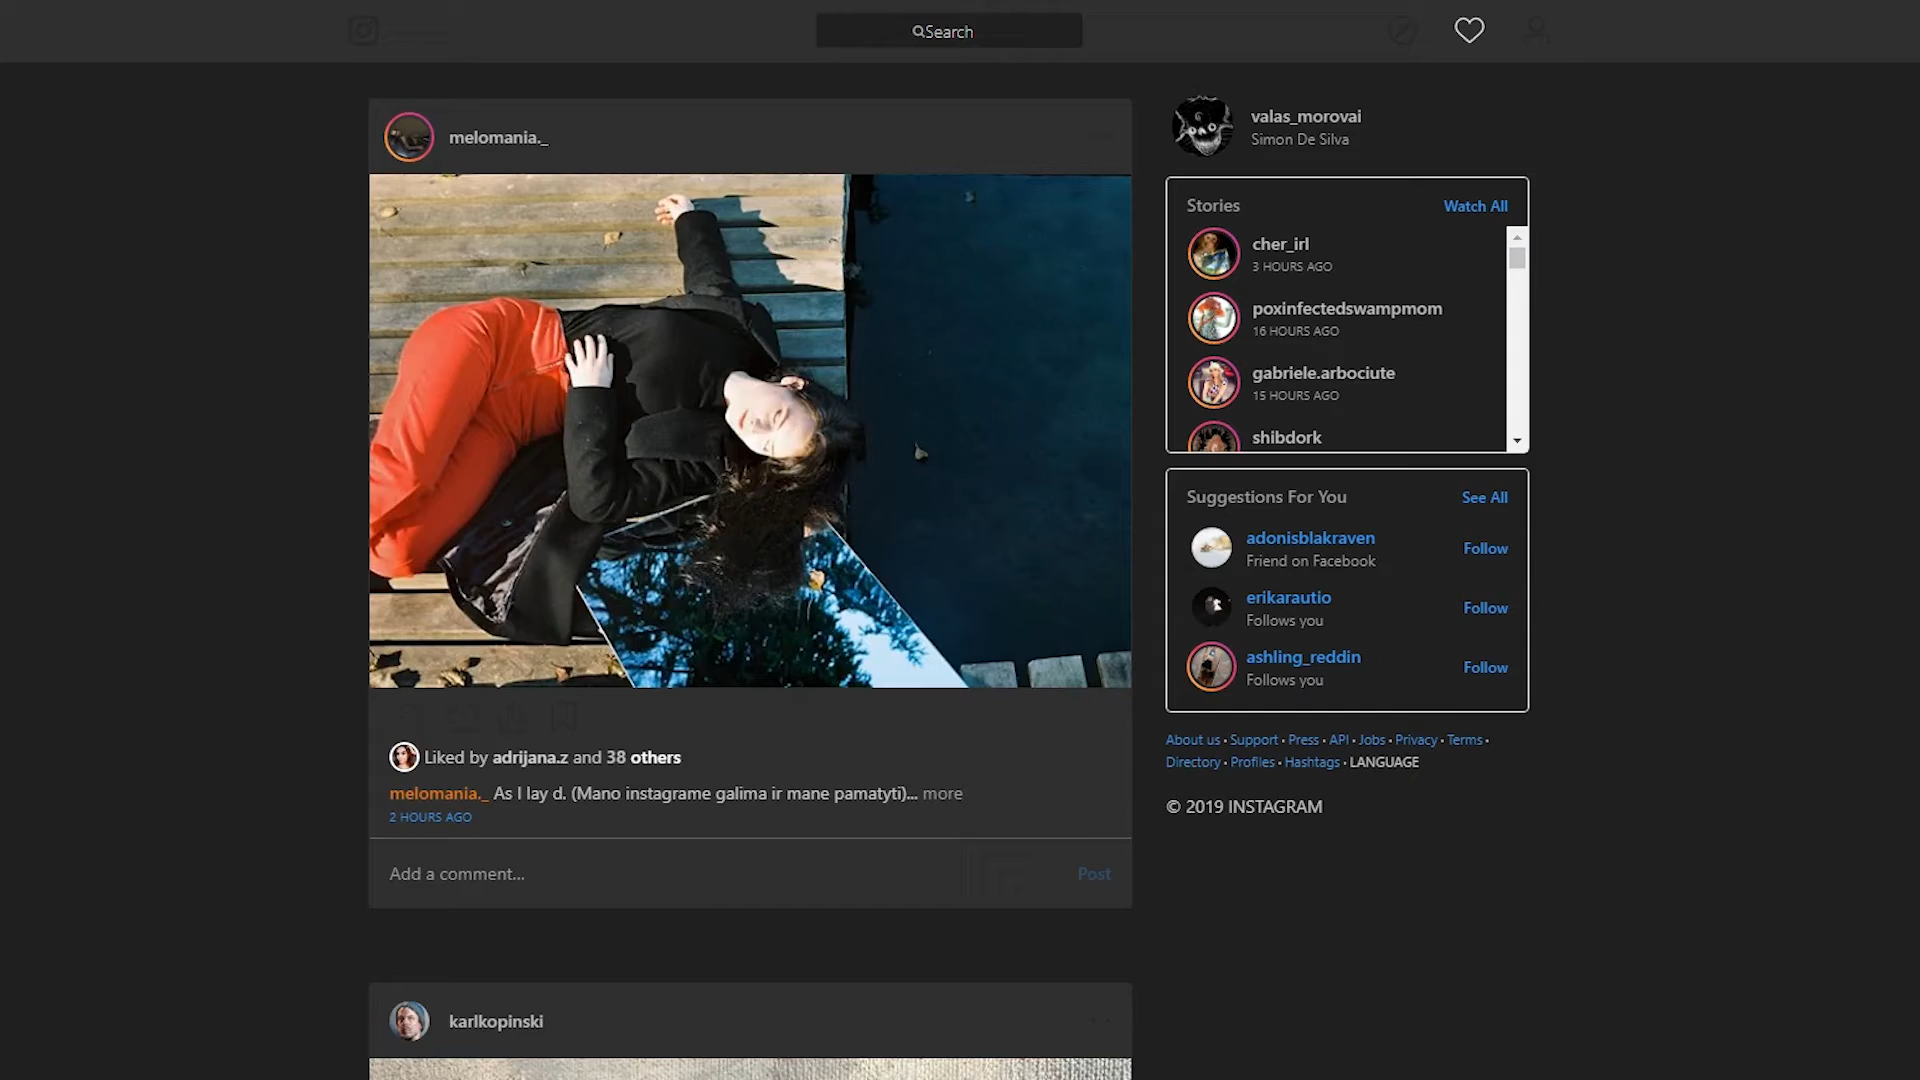 Search
melomania._
valas_morovai
Simon De Silva
Stories
Watch All
cher_irl
3 HOURS AGO
poxinfectedswampmom
16 HOURS AGO
gabriele.arbociute
15 HOURS AGO
shibdork
Suggestions For You
See All
adonisblakraven
Friend on Facebook
Follow
erikarautio
Follows you
Follow
ashling_reddin
Follows you
Follow
About us • Support • Press • API • Jobs • Privacy • Terms •
Directory • Profiles • Hashtags • LANGUAGE
© 2019 INSTAGRAM
Liked by adrijana.z and 38 others
melomania._ As I lay d. (Mano instagrame galima ir mane pamatyti)... more
2 HOURS AGO
Add a comment...
Post
karlkopinski